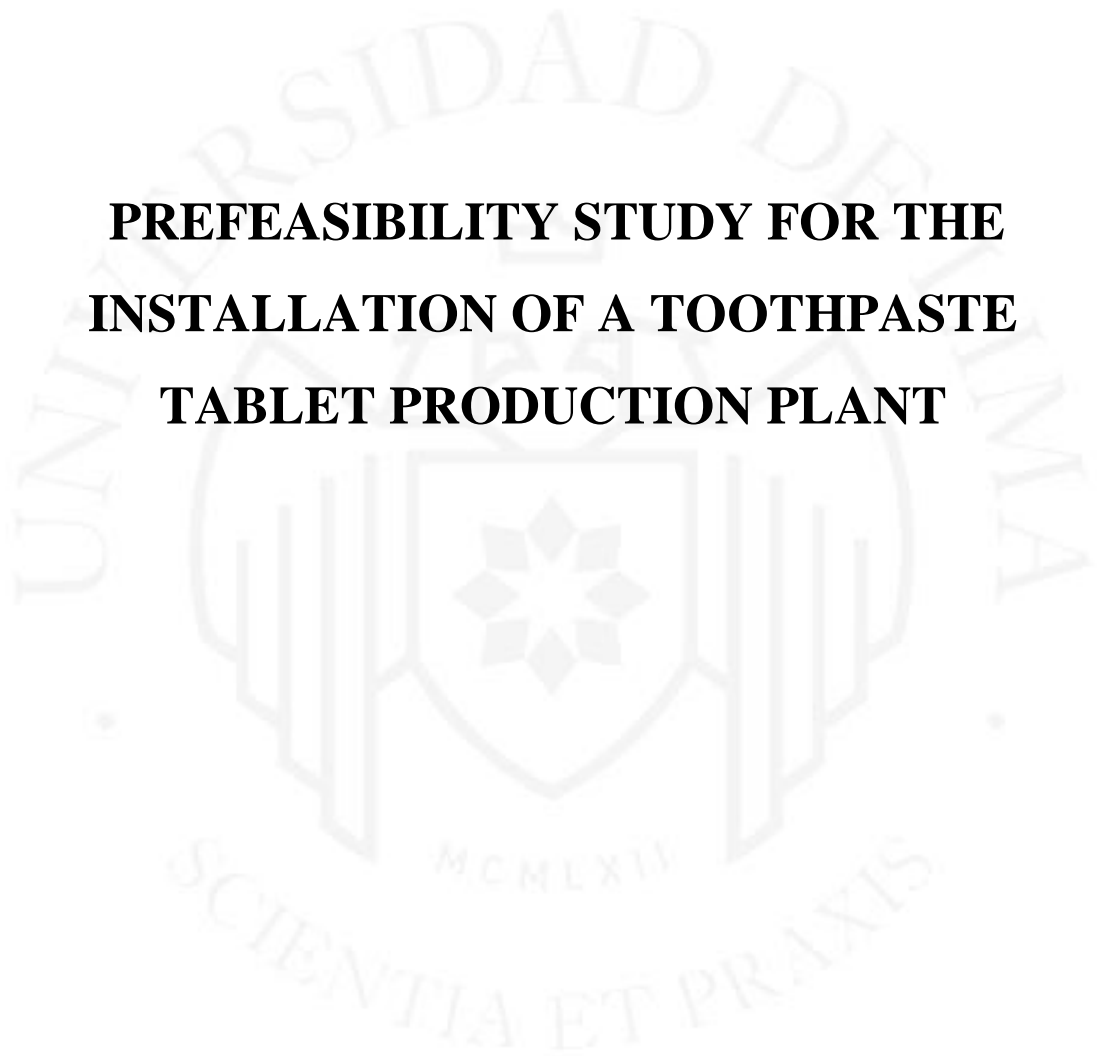 UNIVERSIDAD DE LIMA
PREFEASIBILITY STUDY FOR THE
INSTALLATION OF A TOOTHPASTE
TABLET PRODUCTION PLANT
MCMLXII
SCIENTIA ET PRAXIS